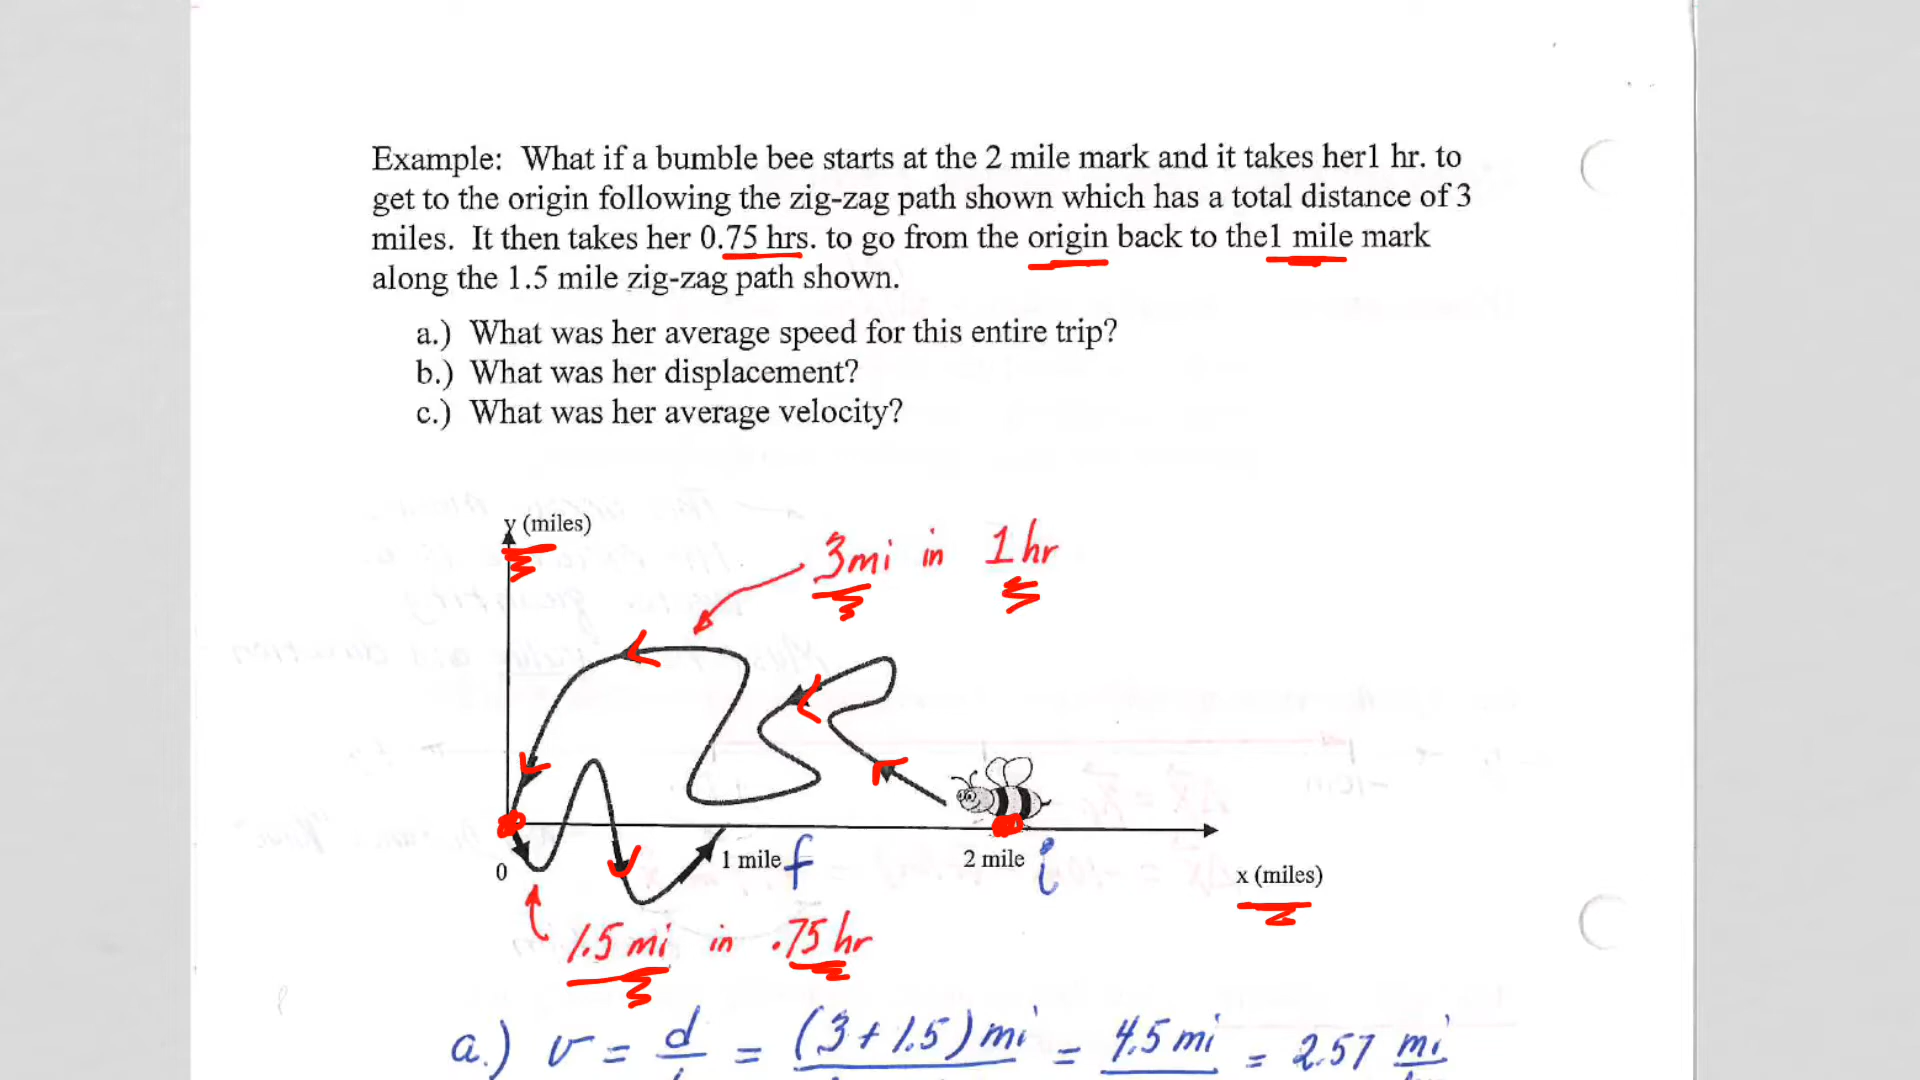 Example: What if a bumble bee starts at the 2 mile mark and it takes her1 hr. to
get to the origin following the zig-zag path shown which has a total distance of 3
miles. It then takes her 0.75 hrs. to go from the origin back to the1 mile mark
along the 1.5 mile zig-zag path shown.
a.) What was her average speed for this entire trip?
b.) What was her displacement?
c.) What was her average velocity?
y (miles)
3mi in 1hr
0
1 mile f
2 mile i
x (miles)
1.5 mi in .75 hr
a.) v = d = (3 + 1.5) mi = 4.5 mi = 2.57 mi